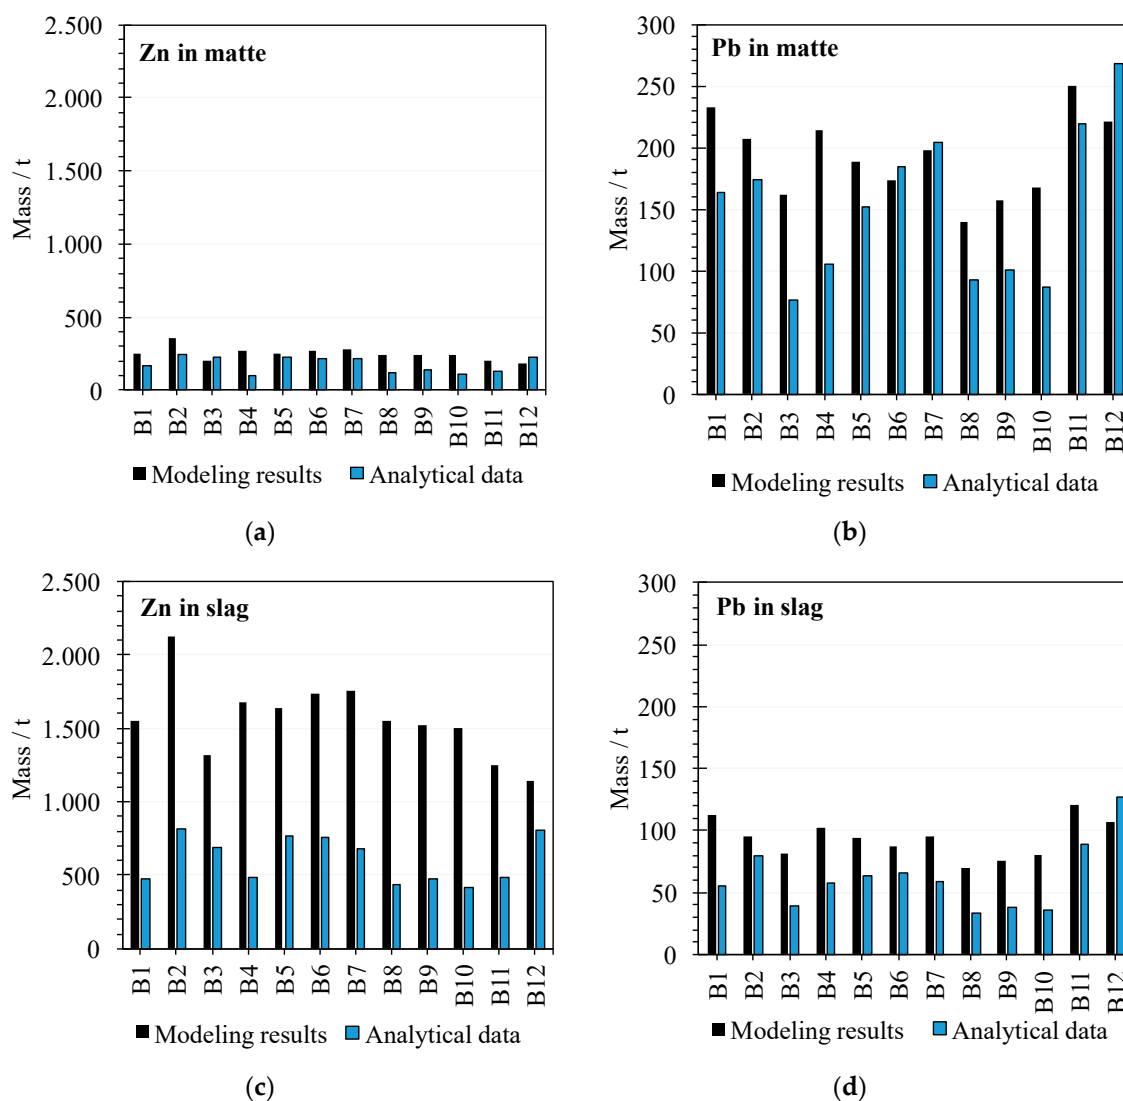 Zn in matte
Mass / t
2.500
2.000
1.500
1.000
500
0
B1 B2 B3 B4 B5 B6 B7 B8 B9 B10 B11 B12
Modeling results Analytical data
(a)
Pb in matte
Mass / t
300
250
200
150
100
50
0
B1 B2 B3 B4 B5 B6 B7 B8 B9 B10 B11 B12
Modeling results Analytical data
(b)
Zn in slag
Mass / t
2.500
2.000
1.500
1.000
500
0
B1 B2 B3 B4 B5 B6 B7 B8 B9 B10 B11 B12
Modeling results Analytical data
(c)
Pb in slag
Mass / t
300
250
200
150
100
50
0
B1 B2 B3 B4 B5 B6 B7 B8 B9 B10 B11 B12
Modeling results Analytical data
(d)